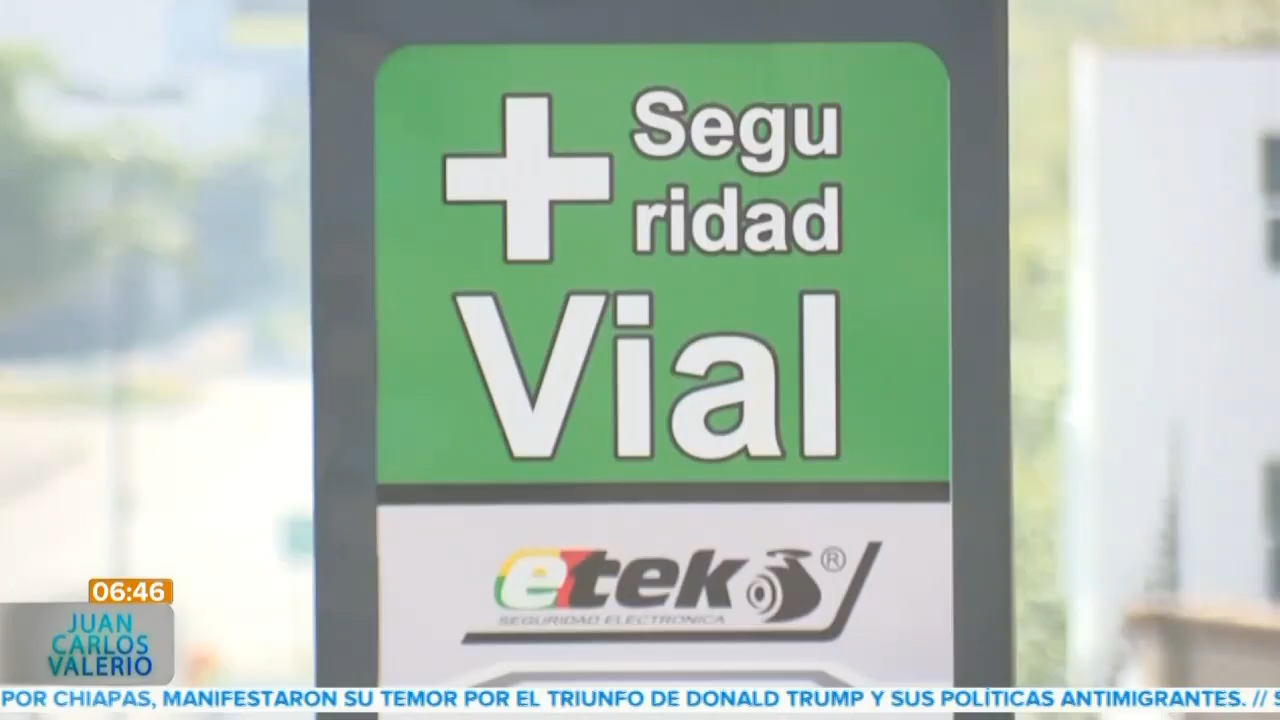 + Segu
ridad
Vial
etek ®
SEGURIDAD ELECTRONICA
06:46
JUAN
CARLOS
VALERIO
POR CHIAPAS, MANIFESTARON SU TEMOR POR EL TRIUNFO DE DONALD TRUMP Y SUS POLÍTICAS ANTIMIGRANTES. // S